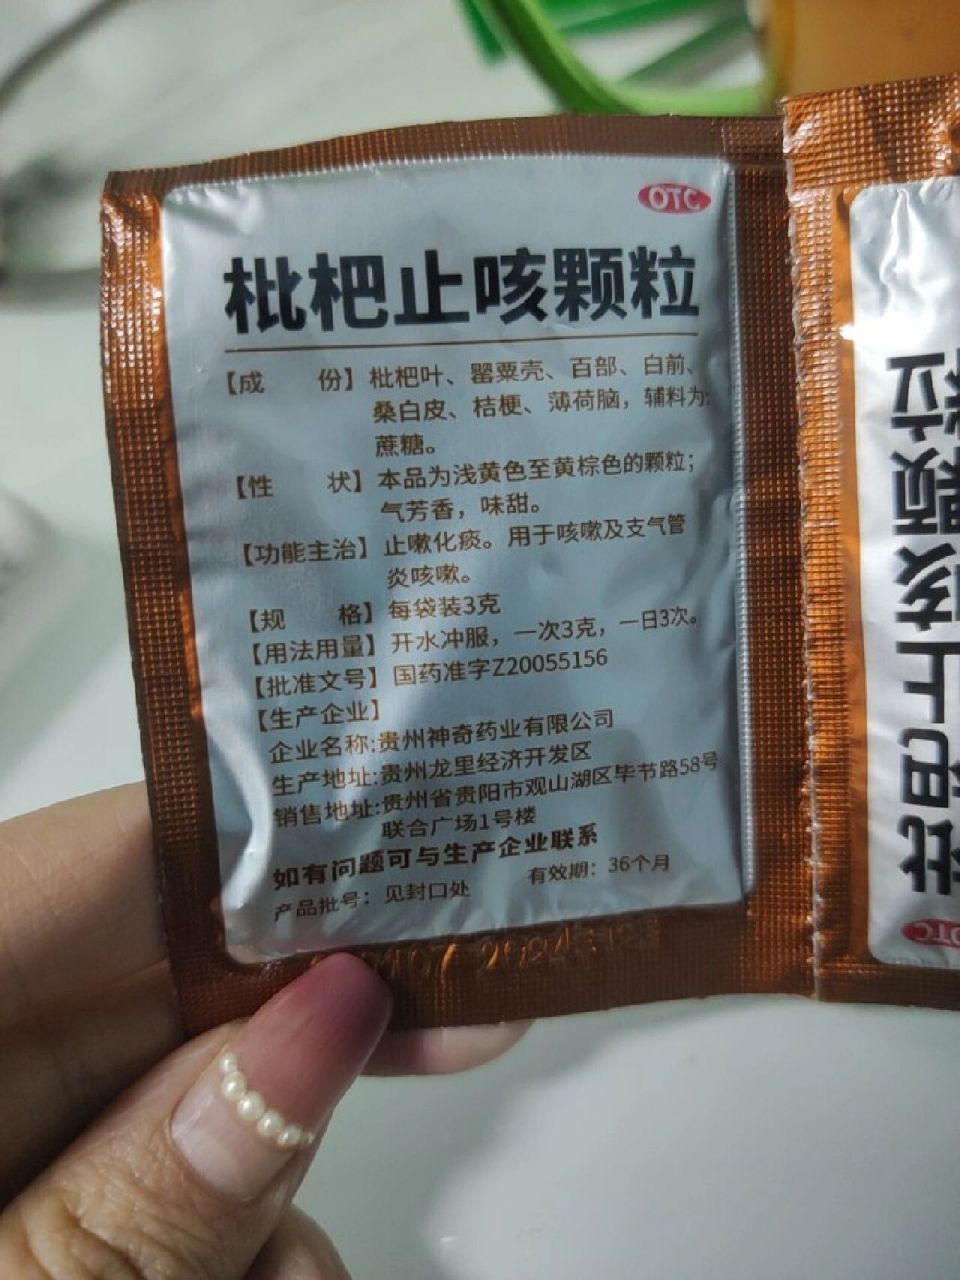 OTC
枇杷止咳颗粒
【成 份】枇杷叶、罂粟壳、百部、白前、
桑白皮、桔梗、薄荷脑，辅料为:
蔗糖。
【性 状】本品为浅黄色至黄棕色的颗粒；
气芳香，味甜。
【功能主治】止嗽化痰。用于咳嗽及支气管
炎咳嗽。
【规 格】每袋装3克
【用法用量】开水冲服，一次3克，一日3次。
【批准文号】国药准字Z20055156
【生产企业】
企业名称:贵州神奇药业有限公司
生产地址:贵州龙里经济开发区
销售地址:贵州省贵阳市观山湖区毕节路58号
联合广场1号楼
如有问题可与生产企业联系
产品批号：见封口处 有效期：36个月
枇杷止咳颗粒
OTC